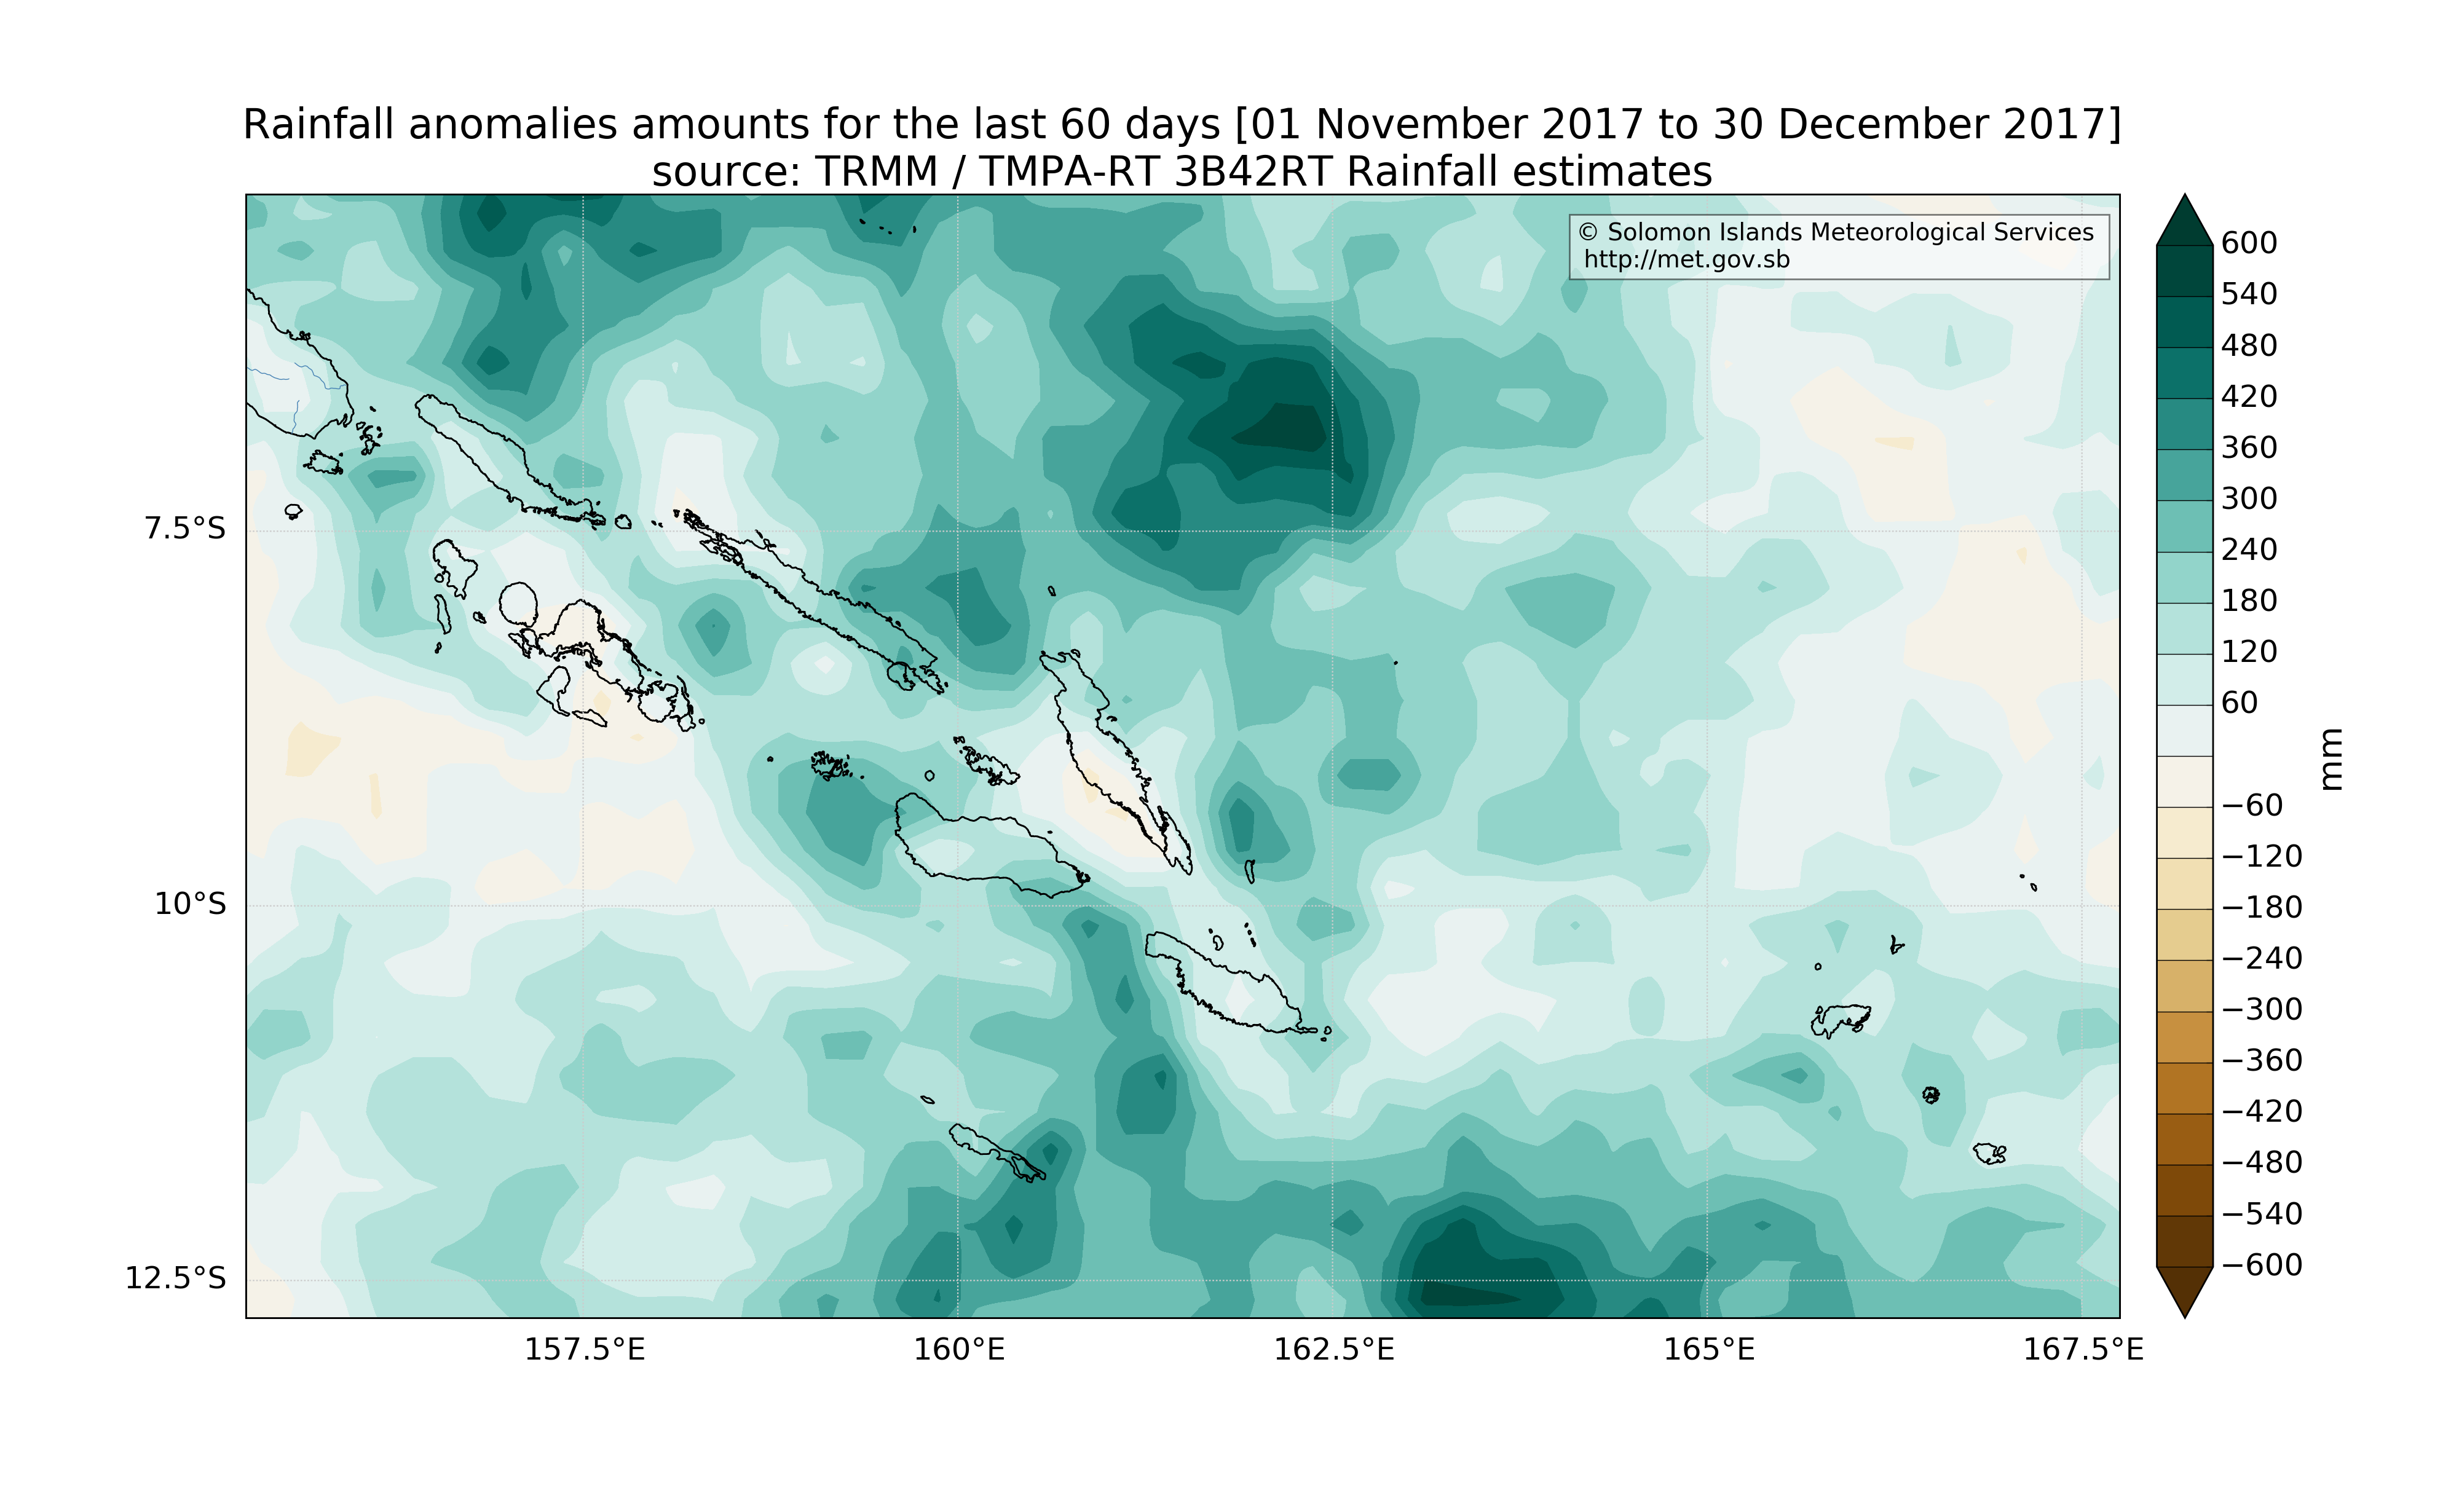 Rainfall anomalies amounts for the last 60 days [01 November 2017 to 30 December 2017]
source: TRMM / TMPA-RT 3B42RT Rainfall estimates
© Solomon Islands Meteorological Services
http://met.gov.sb
7.5°S
10°S
12.5°S
157.5°E
160°E
162.5°E
165°E
167.5°E
600
540
480
420
360
300
240
180
120
60
−60
−120
−180
−240
−300
−360
−420
−480
−540
−600
mm